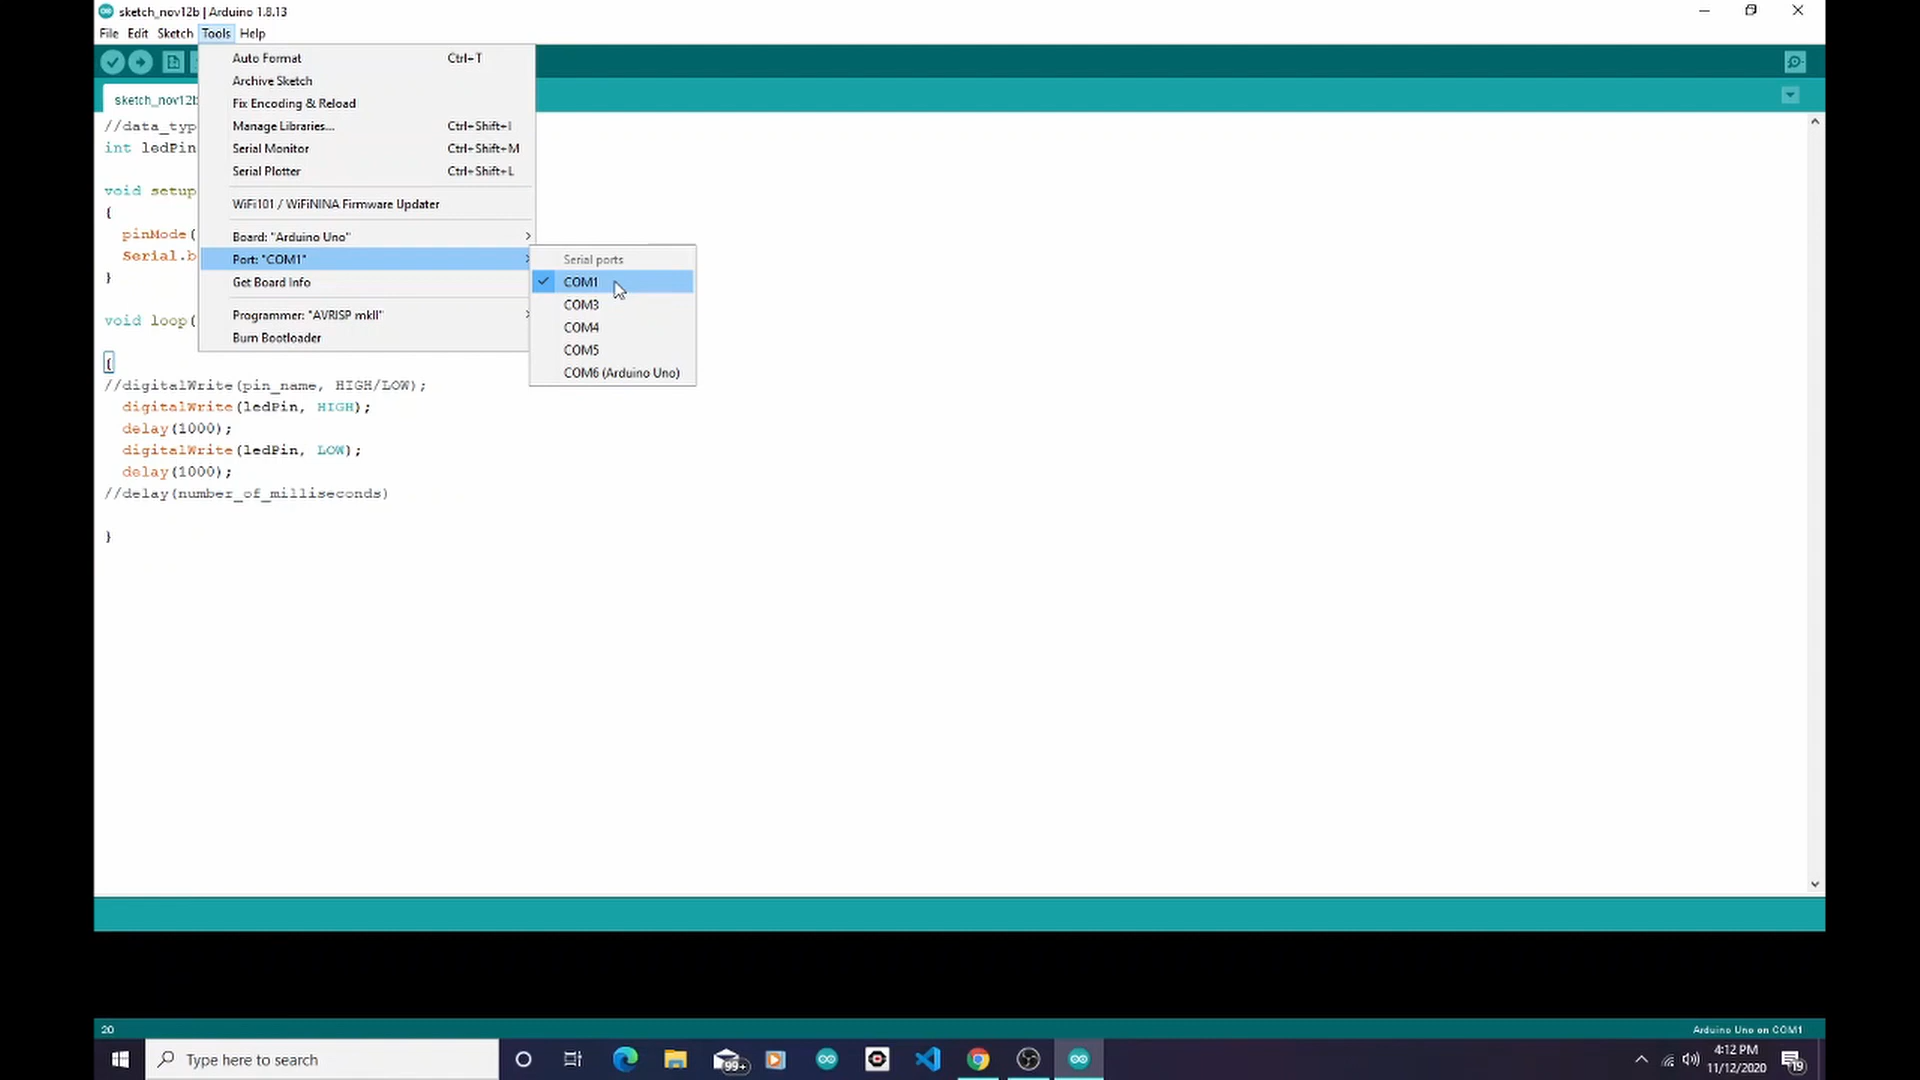 sketch_nov12b | Arduino 1.8.13
File Edit Sketch Tools Help
Auto Format Ctrl+T
Archive Sketch
Fix Encoding & Reload
Manage Libraries... Ctrl+Shift+I
Serial Monitor Ctrl+Shift+M
Serial Plotter Ctrl+Shift+L
WiFi101 / WiFiNINA Firmware Updater
Board: "Arduino Uno"
Port: "COM1"
Get Board Info
Programmer: "AVRISP mkII"
Burn Bootloader
Serial ports
COM1
COM3
COM4
COM5
COM6 (Arduino Uno)
sketch_nov12b
//data_typ
int ledPin
void setup
{
pinMode(
Serial.b
}
void loop(
{
//digitalWrite(pin_name, HIGH/LOW);
digitalWrite(ledPin, HIGH);
delay(1000);
digitalWrite(ledPin, LOW);
delay(1000);
//delay(number_of_milliseconds)
}
20
Arduino Uno on COM1
Type here to search
99+
4:12 PM
11/12/2020
19